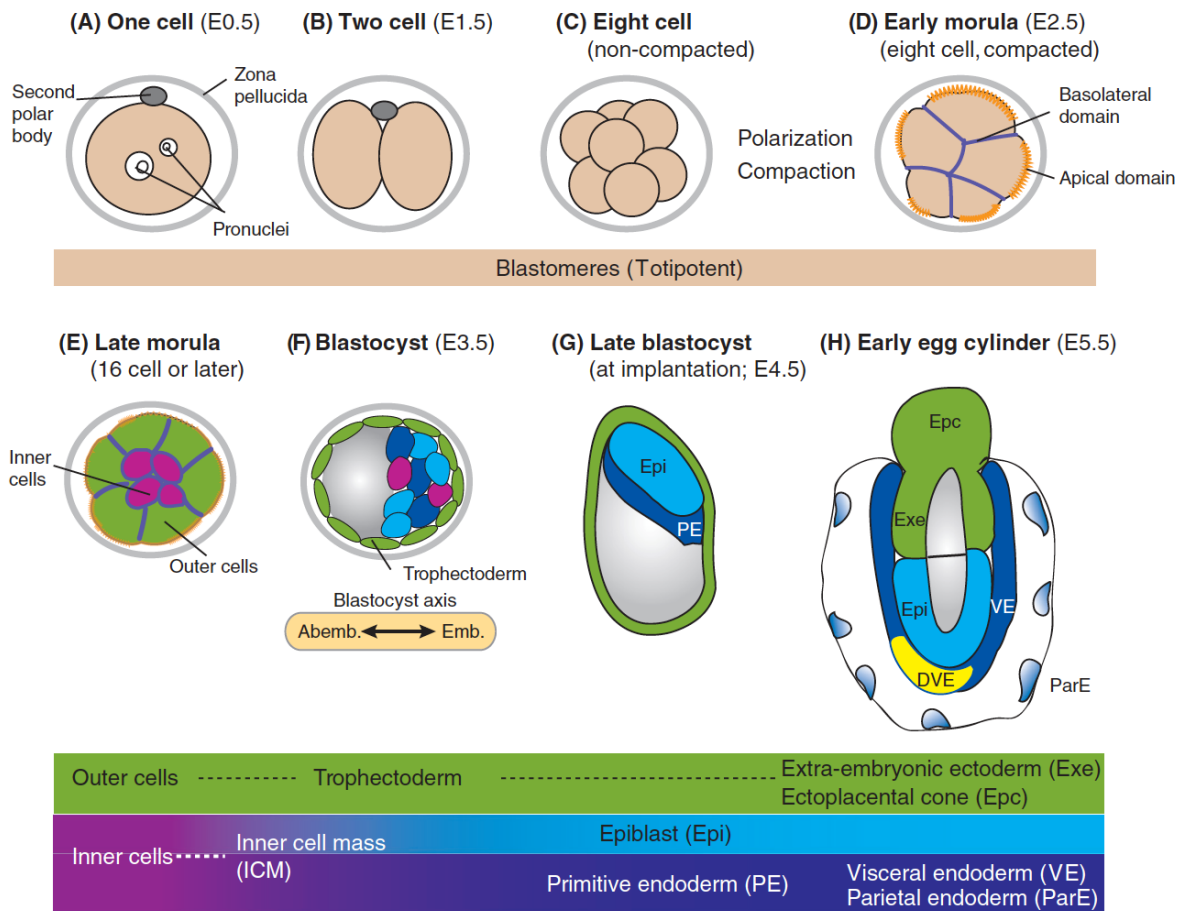 (A) One cell (E0.5)
(B) Two cell (E1.5)
(C) Eight cell
(non-compacted)
(D) Early morula (E2.5)
(eight cell, compacted)
Second
polar
body
Zona
pellucida
Pronuclei
Polarization
Compaction
Basolateral
domain
Apical domain
Blastomeres (Totipotent)
(E) Late morula
(16 cell or later)
(F) Blastocyst (E3.5)
(G) Late blastocyst
(at implantation; E4.5)
(H) Early egg cylinder (E5.5)
Inner
cells
Outer cells
Trophectoderm
Blastocyst axis
Abemb.
Emb.
Epi
PE
Epc
Exe
Epi
VE
DVE
ParE
Outer cells
Trophectoderm
Extra-embryonic ectoderm (Exe)
Ectoplacental cone (Epc)
Inner cells
Inner cell mass
(ICM)
Epiblast (Epi)
Primitive endoderm (PE)
Visceral endoderm (VE)
Parietal endoderm (ParE)